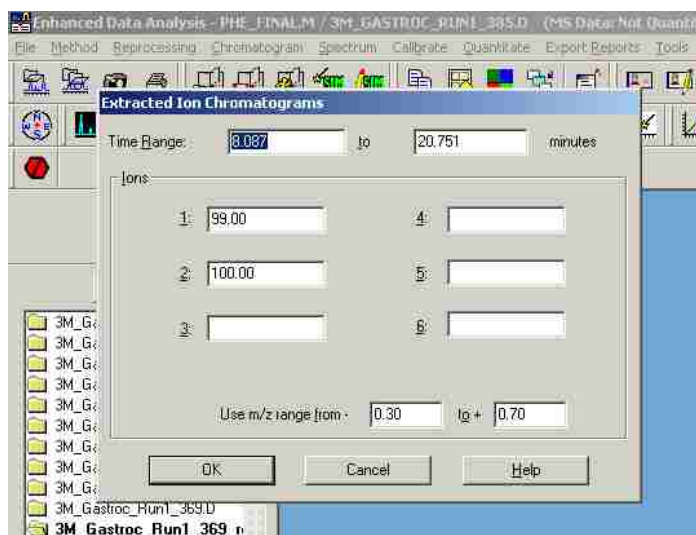 Enhanced Data Analysis - PHE_FINAL.M / 3M_GASTROC_RUN1_385.D (MS Data: Not Quanti
File Method Reprocessing Chromatogram Spectrum Calibrate Quantitate Export Reports Tools
Extracted Ion Chromatograms
Time Range: 8.087 to 20.751 minutes
Ions
1: 99.00 4:
2: 100.00 5:
3: 6:
Use m/z range from - 0.30 to + 0.70
OK Cancel Help
3M_Ga
3M_Ga
3M_Ga
3M_Ga
3M_Ga
3M_Ga
3M_Ga
3M_Ga
3M_Ga
3M_Gastroc_Run1_369.D
3M_Gastroc_Run1_369_r